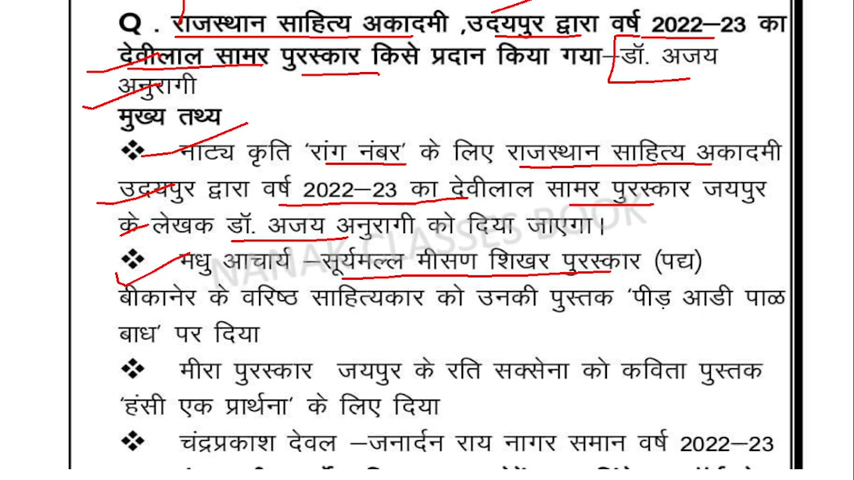 Q . राजस्थान साहित्य अकादमी ,उदयपुर द्वारा वर्ष 2022–23 का
देवीलाल सामर पुरस्कार किसे प्रदान किया गया–डॉ. अजय
अनुरागी
मुख्य तथ्य
❖ नाट्य कृति 'रांग नंबर' के लिए राजस्थान साहित्य अकादमी
उदयपुर द्वारा वर्ष 2022–23 का देवीलाल सामर पुरस्कार जयपुर
के लेखक डॉ. अजय अनुरागी को दिया जाएगा।
NANAK CLASSES BOOK
❖ मधु आचार्य –सूर्यमल्ल मीसण शिखर पुरस्कार (पद्य)
बीकानेर के वरिष्ठ साहित्यकार को उनकी पुस्तक 'पीड़ आडी पाळ
बाध' पर दिया
❖ मीरा पुरस्कार जयपुर के रति सक्सेना को कविता पुस्तक
'हंसी एक प्रार्थना' के लिए दिया
❖ चंद्रप्रकाश देवल –जनार्दन राय नागर समान वर्ष 2022–23